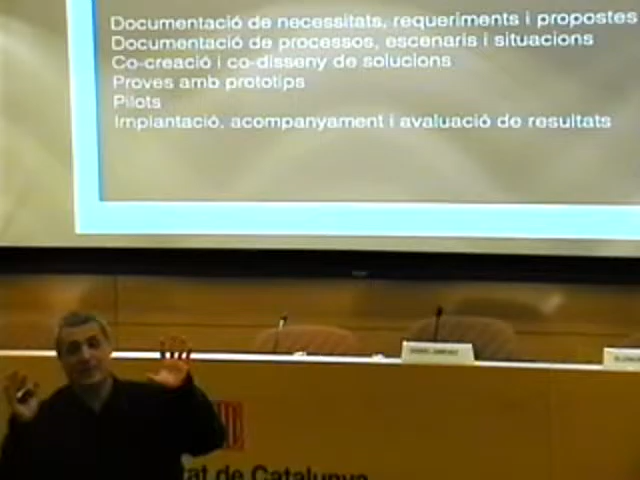 Documentació de necessitats, requeriments i propostes
Documentació de processos, escenaris i situacions
Co-creació i co-disseny de solucions
Proves amb prototips
Pilots
Implantació, acompanyament i avaluació de resultats
at de Catalunya